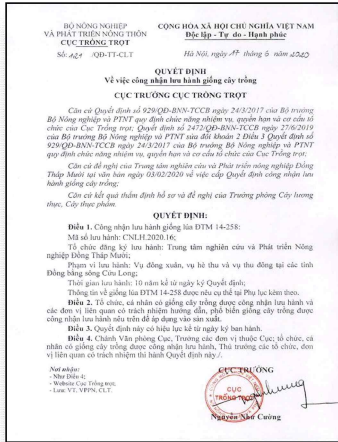 BỘ NÔNG NGHIỆP
VÀ PHÁT TRIỂN NÔNG THÔN
CỤC TRỒNG TRỌT
CỘNG HÒA XÃ HỘI CHỦ NGHĨA VIỆT NAM
Độc lập - Tự do - Hạnh phúc
Số: /QĐ-TT-CLT
Hà Nội, ngày tháng 6 năm 2020
QUYẾT ĐỊNH
Về việc công nhận lưu hành giống cây trồng
CỤC TRƯỞNG CỤC TRỒNG TRỌT
Căn cứ Quyết định số 929/QĐ-BNN-TCCB ngày 24/3/2017 của Bộ trưởng
Bộ Nông nghiệp và PTNT quy định chức năng nhiệm vụ, quyền hạn và cơ cấu tổ
chức của Cục Trồng trọt; Quyết định số 2472/QĐ-BNN-TCCB ngày 27/6/2019
của Bộ trưởng Bộ Nông nghiệp và PTNT sửa đổi khoản 2 Điều 3 Quyết định số
929/QĐ-BNN-TCCB ngày 24/3/2017 của Bộ trưởng Bộ Nông nghiệp và PTNT
quy định chức năng, nhiệm vụ, quyền hạn và cơ cấu tổ chức của Cục Trồng trọt;
Căn cứ đề nghị của Trung tâm nghiên cứu và Phát triển nông nghiệp Đồng
Tháp Mười tại văn bản ngày 03/02/2020 về việc cấp Quyết định công nhận lưu
hành giống cây trồng;
Căn cứ kết quả thẩm định hồ sơ và đề nghị của Trưởng phòng Cây lương
thực, Cây thực phẩm.
QUYẾT ĐỊNH:
Điều 1. Công nhận lưu hành giống lúa ĐTM 14-258:
Mã số lưu hành: CNLH.2020.16;
Tổ chức đăng ký lưu hành: Trung tâm nghiên cứu và Phát triển Nông
nghiệp Đồng Tháp Mười;
Phạm vi lưu hành: Vụ đông xuân, vụ hè thu và vụ thu đông tại các tỉnh
Đồng bằng sông Cửu Long;
Thời gian lưu hành: 10 năm kể từ ngày ký Quyết định;
Thông tin về giống lúa ĐTM 14-258 được nêu cụ thể tại Phụ lục kèm theo.
Điều 2. Tổ chức, cá nhân có giống cây trồng được công nhận lưu hành và
các đơn vị liên quan có trách nhiệm hướng dẫn, phổ biến giống cây trồng được
công nhận lưu hành nêu trên để áp dụng vào sản xuất.
Điều 3. Quyết định này có hiệu lực kể từ ngày ký ban hành.
Điều 4. Chánh Văn phòng Cục, Trưởng các đơn vị thuộc Cục; tổ chức, cá
nhân có giống cây trồng được công nhận lưu hành, Thủ trưởng các tổ chức, đơn
vị liên quan có trách nhiệm thi hành Quyết định này./.
Nơi nhận:
- Như Điều 4;
- Website Cục Trồng trọt;
- Lưu: VT, VPPN, CLT.
CỤC TRƯỞNG
CỤC
TRỒNG
TRỌT
Nguyễn Như Cường